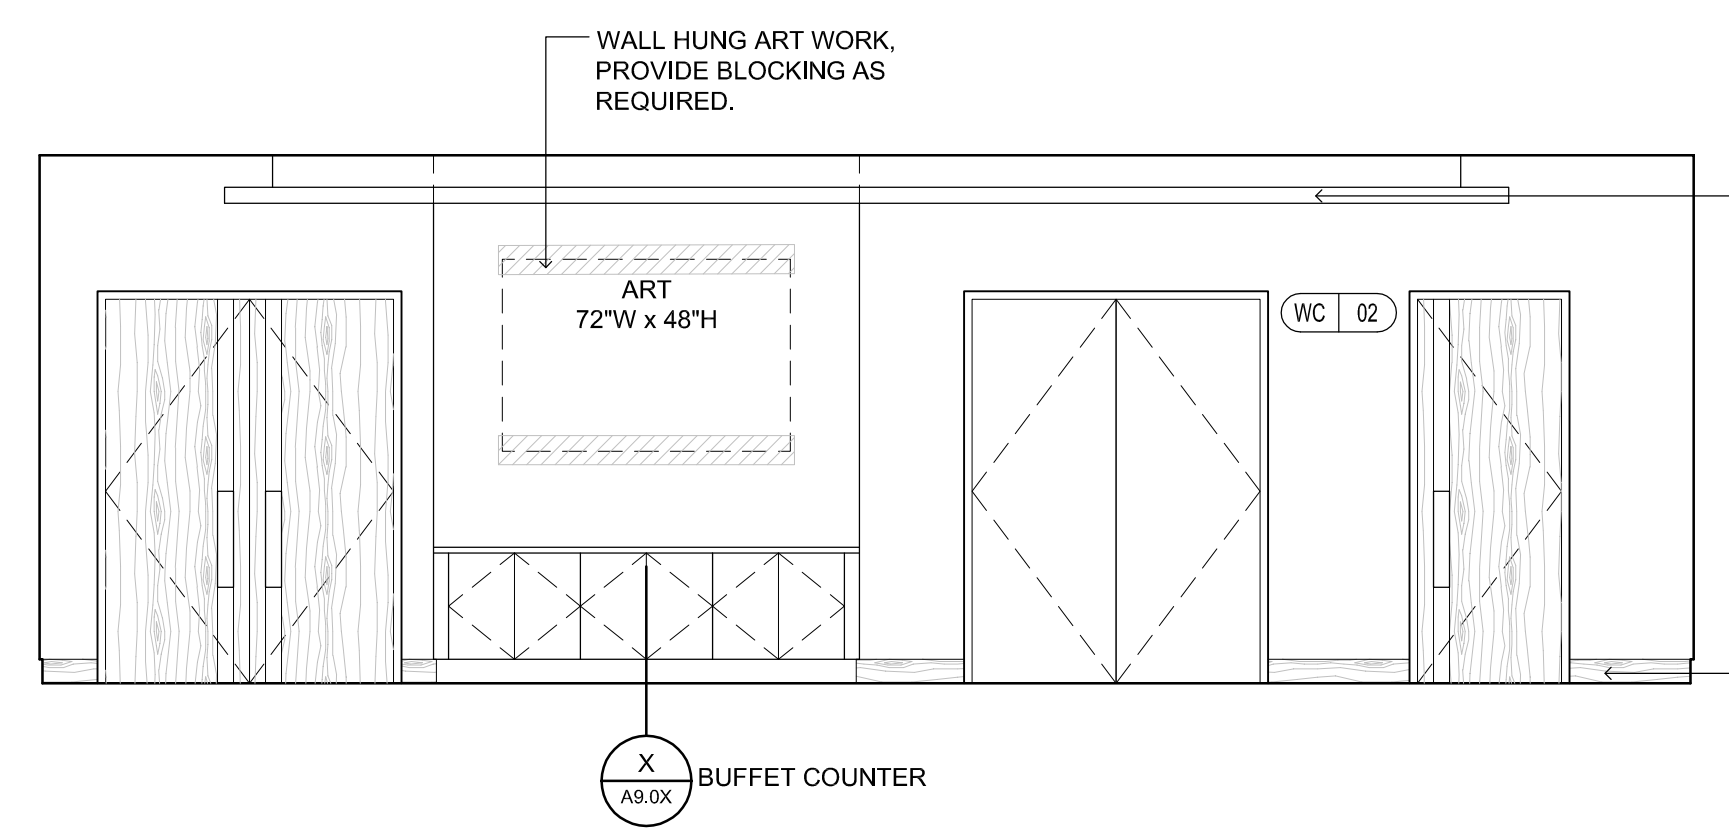 WALL HUNG ART WORK,
PROVIDE BLOCKING AS
REQUIRED.
ART
72"W x 48"H
WC 02
X
A9.0X
BUFFET COUNTER